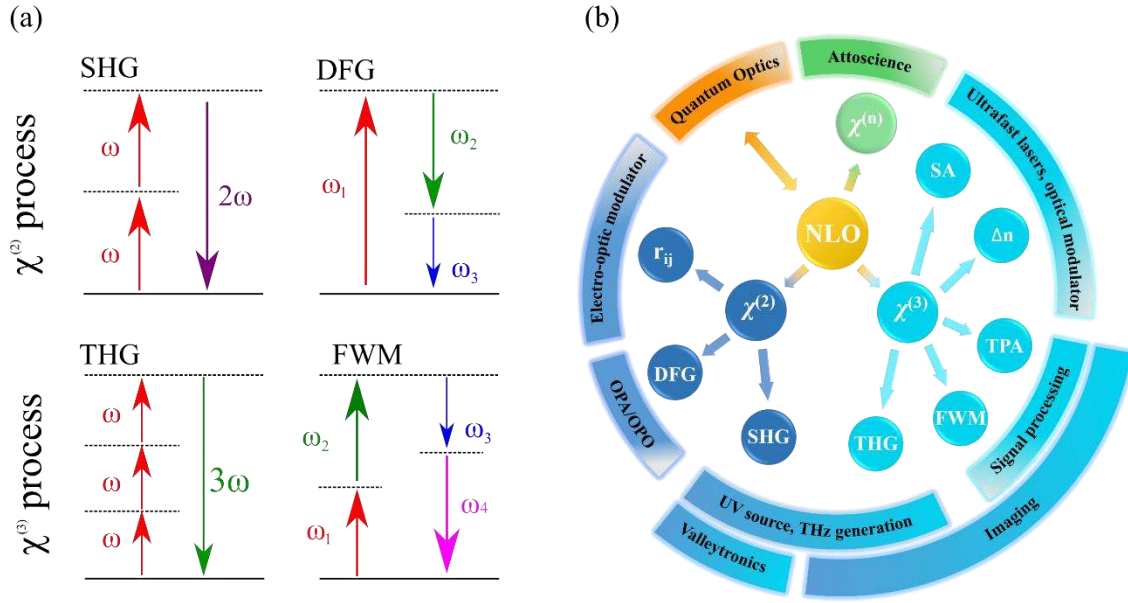 (a)
χ⁽²⁾ process
SHG
ω
ω
2ω
DFG
ω₁
ω₂
ω₃
χ⁽³⁾ process
THG
ω
ω
ω
3ω
FWM
ω₂
ω₁
ω₃
ω₄
(b)
Quantum Optics
Attoscience
Ultrafast lasers, optical modulator
Electro-optic modulator
OPA/OPO
Signal processing
Imaging
UV source, THz generation
Valleytronics
χ⁽ⁿ⁾
SA
NLO
Δn
rᵢⱼ
χ⁽²⁾
χ⁽³⁾
TPA
DFG
FWM
SHG
THG